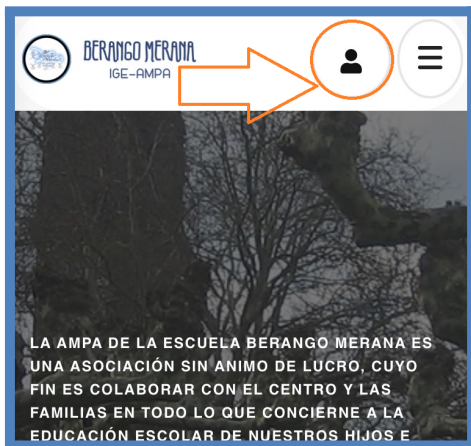 BERANGO MERANA
IGE-AMPA
LA AMPA DE LA ESCUELA BERANGO MERANA ES
UNA ASOCIACIÓN SIN ANIMO DE LUCRO, CUYO
FIN ES COLABORAR CON EL CENTRO Y LAS
FAMILIAS EN TODO LO QUE CONCIERNE A LA
EDUCACIÓN ESCOLAR DE NUESTROS HIJOS E